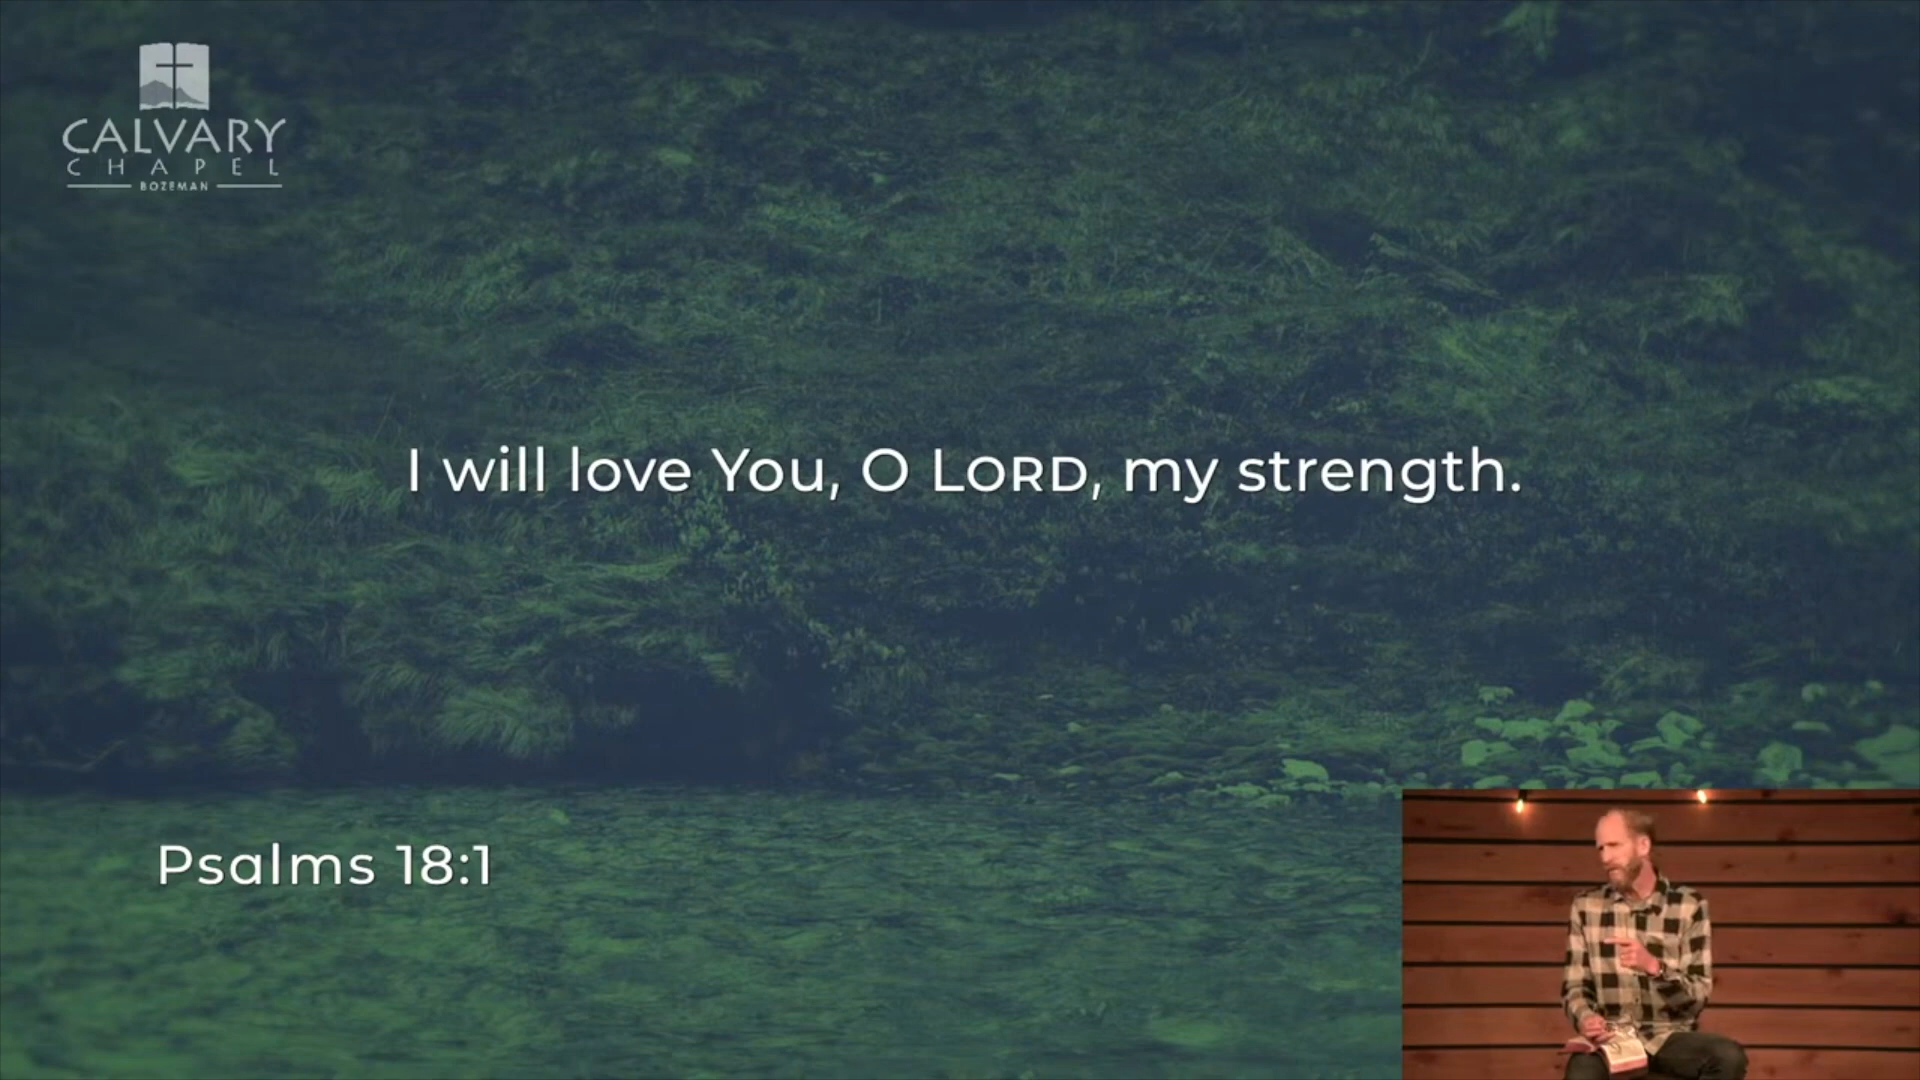 CALVARY
CHAPEL
BOZEMAN
I will love You, O LORD, my strength.
Psalms 18:1